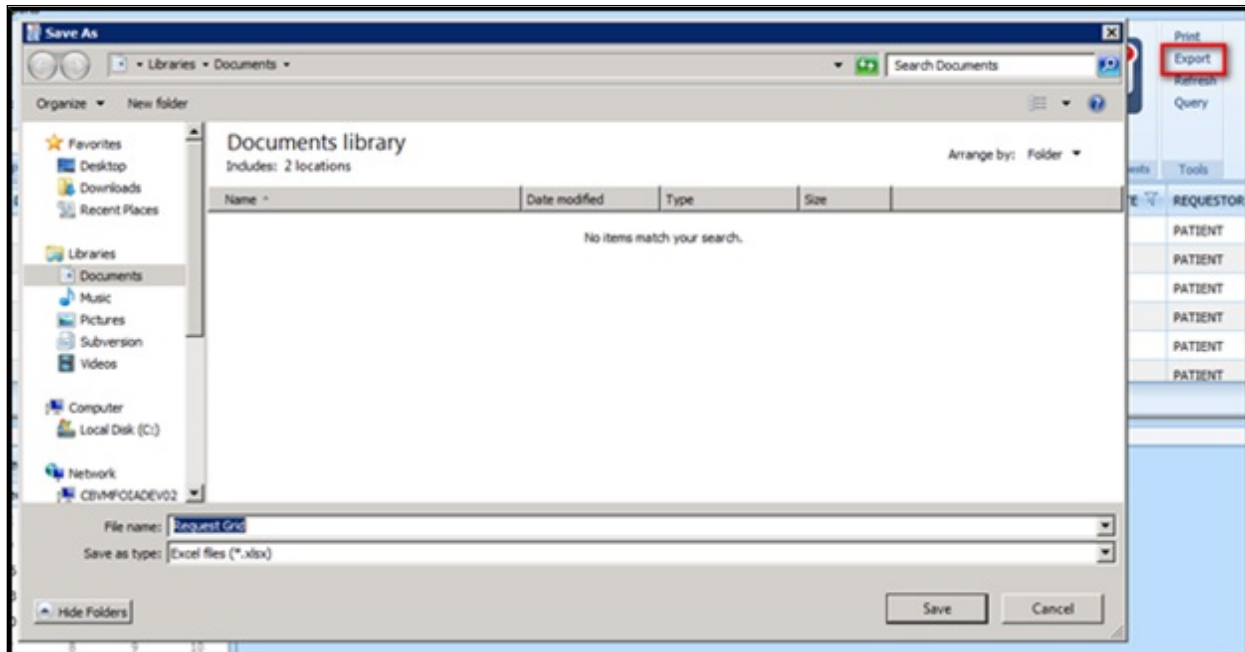 Save As
Libraries
Documents
Search Documents
Organize
New folder
Favorites
Desktop
Downloads
Recent Places
Libraries
Documents
Music
Pictures
Subversion
Videos
Computer
Local Disk (C:)
Network
CBVMFOIADEV02
Documents library
Includes: 2 locations
Arrange by: Folder
Name
Date modified
Type
Size
No items match your search.
File name: Request Grid
Save as type: Excel files (*.xlsx)
Hide Folders
Save
Cancel
Print
Export
Refresh
Query
Tools
REQUESTOR
PATIENT
PATIENT
PATIENT
PATIENT
PATIENT
PATIENT
8 9 10